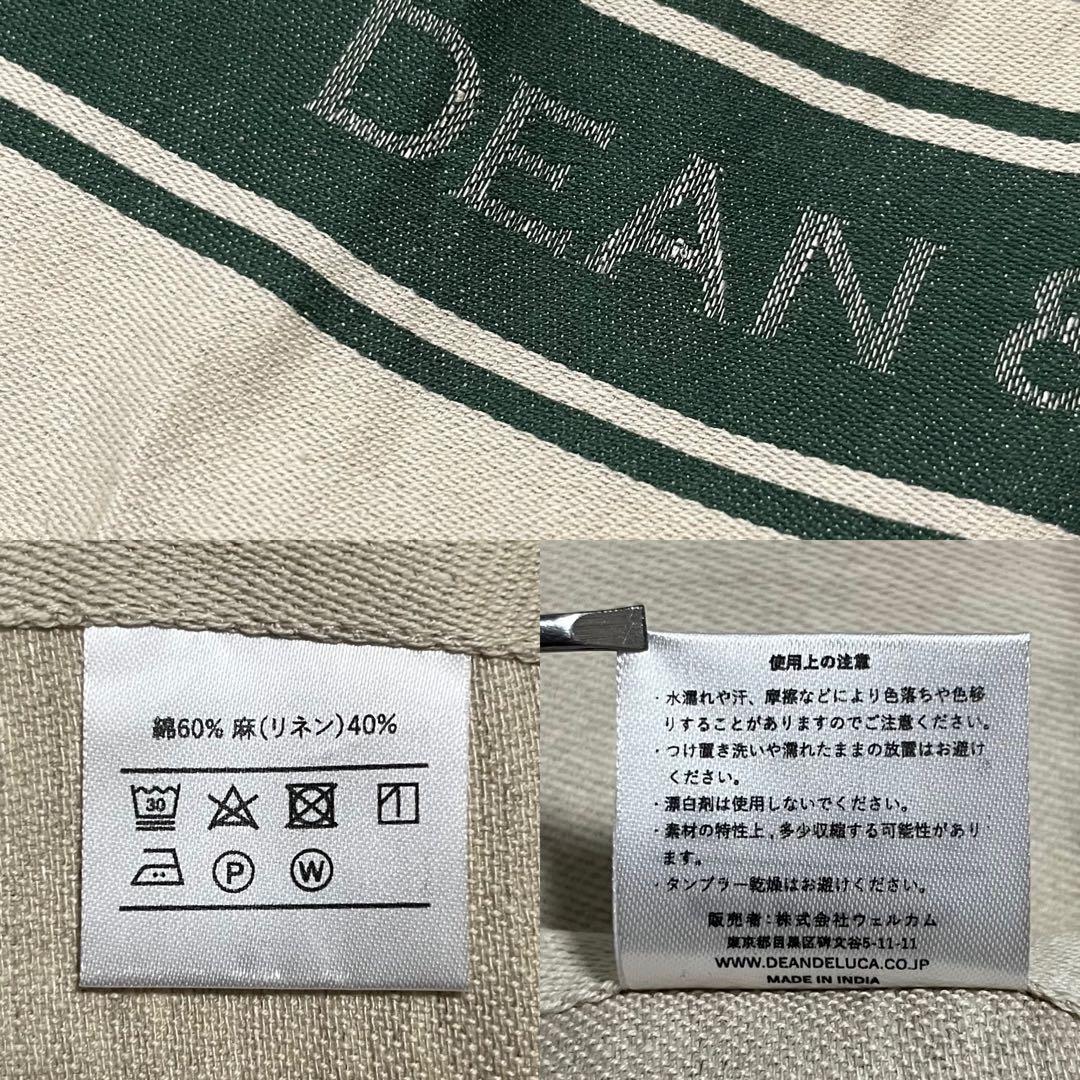 DEAN &
綿60% 麻(リネン)40%
30
P
W
使用上の注意
・水濡れや汗、摩擦などにより色落ちや色移
りすることがありますのでご注意ください。
・つけ置き洗いや濡れたままの放置はお避け
ください。
・漂白剤は使用しないでください。
・素材の特性上,多少収縮する可能性があり
ます。
・タンブラー乾燥はお避けください。
販売者:株式会社ウェルカム
東京都目黒区碑文谷5-11-11
WWW.DEANDELUCA.CO.JP
MADE IN INDIA